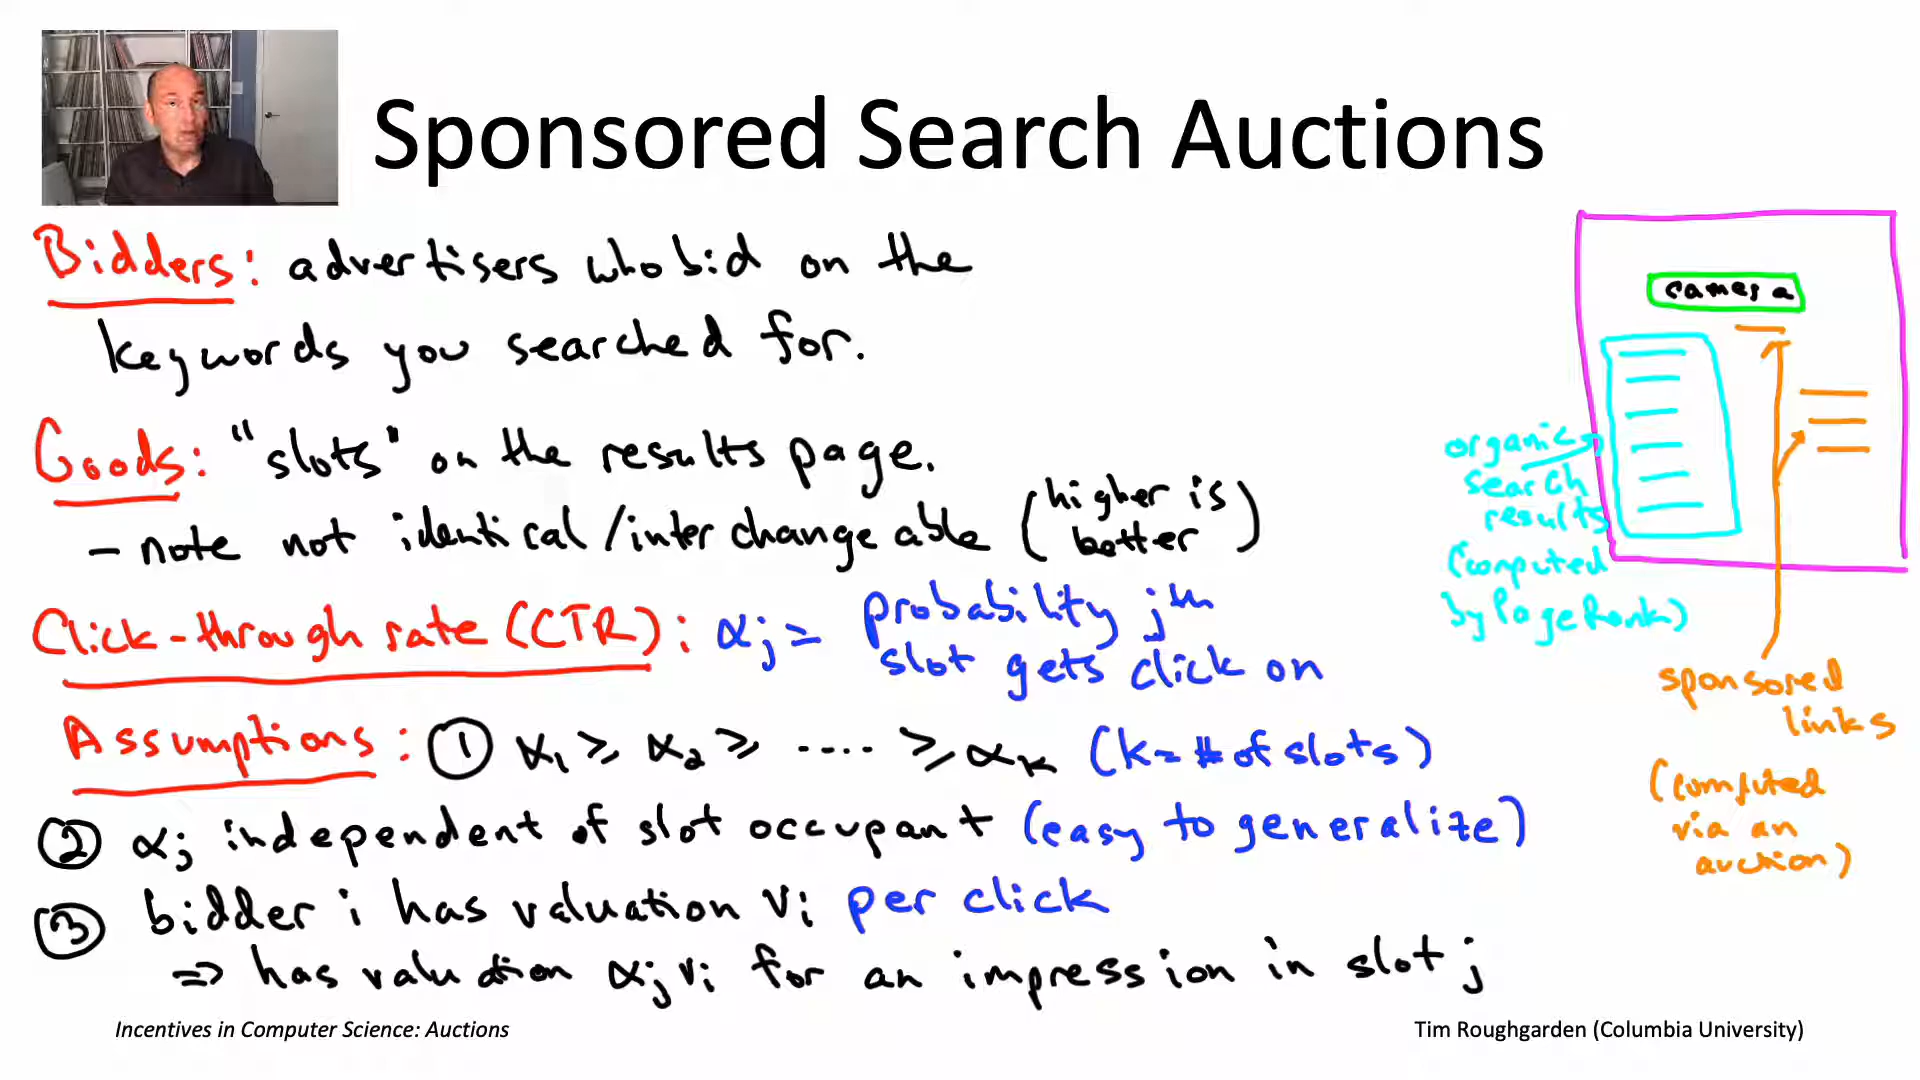 Sponsored Search Auctions
Bidders: advertisers who bid on the
keywords you searched for.
Goods: "slots" on the results page.
- note not identical/interchangeable (higher is better)
Click-through rate (CTR): αj = probability jth
slot gets click on
Assumptions: ① α1 ≥ α2 ≥ .... ≥ αk (k = # of slots)
② αj independent of slot occupant (easy to generalize)
③ bidder i has valuation vi per click
=> has valuation αjvi for an impression in slot j
camera
organic
search
results
(computed
by PageRank)
sponsored
links
(computed
via an
auction)
Incentives in Computer Science: Auctions
Tim Roughgarden (Columbia University)